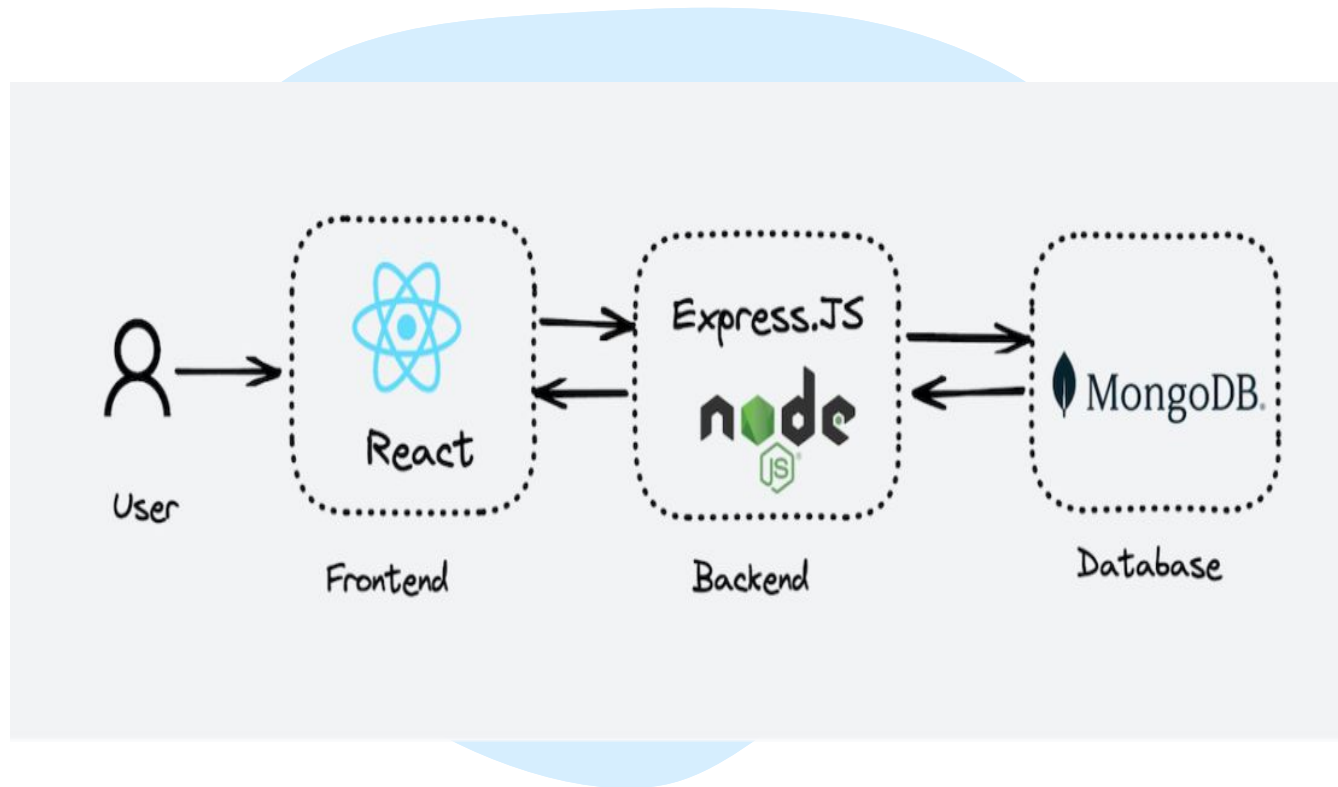 React
User
Frontend
Express.JS
node
JS
Backend
MongoDB.
Database